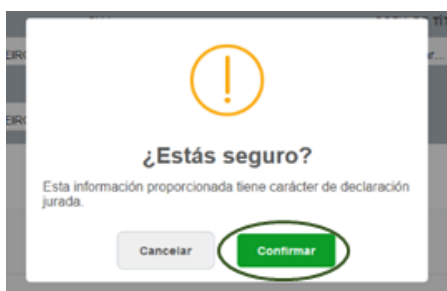 ¿Estás seguro?
Esta información proporcionada tiene carácter de declaración
jurada.
Cancelar Confirmar